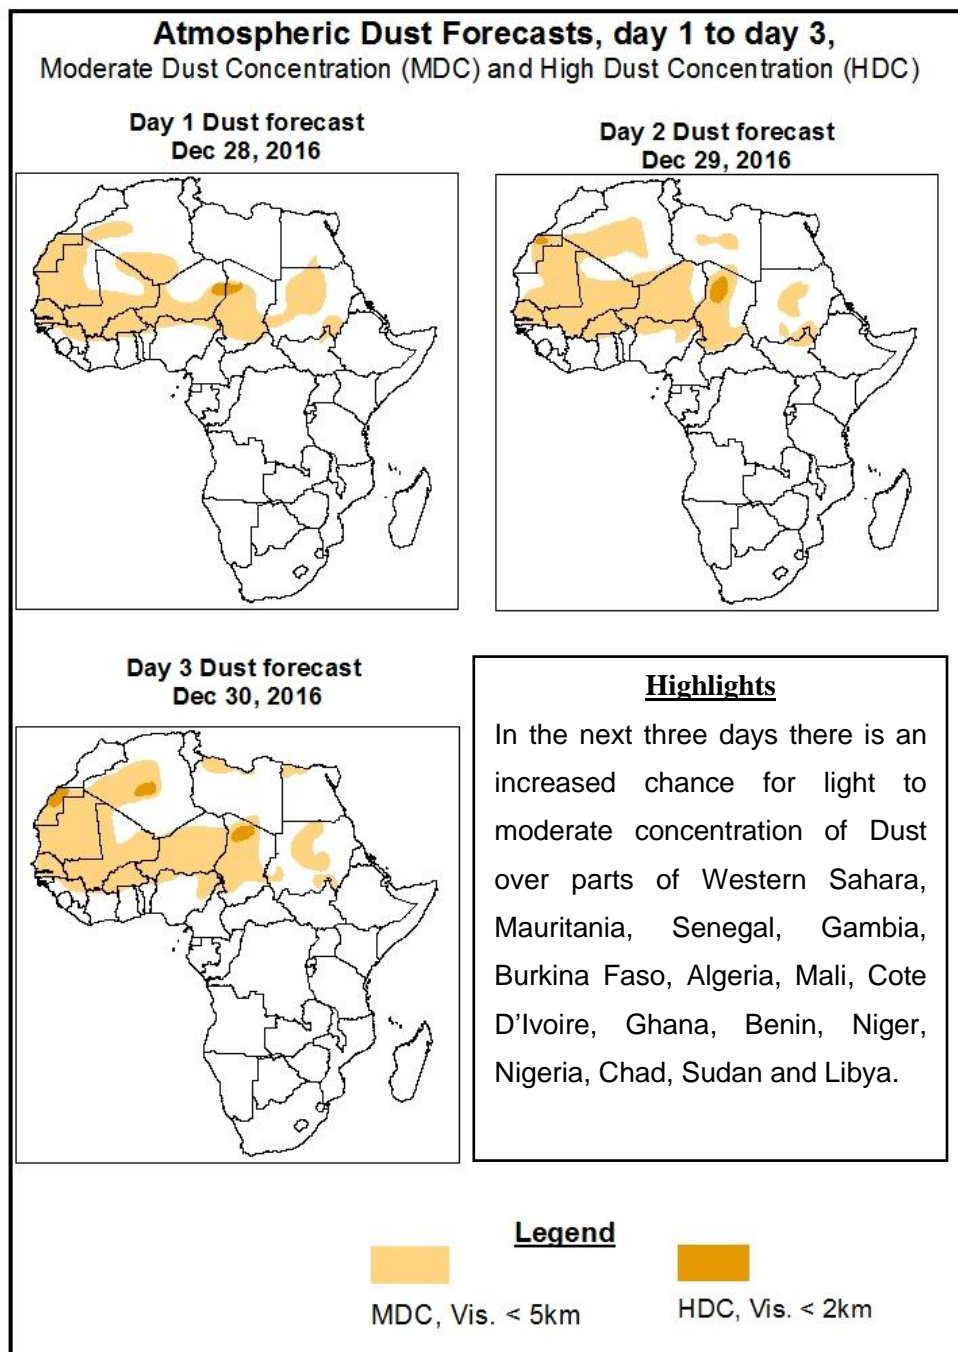 Atmospheric Dust Forecasts, day 1 to day 3,
Moderate Dust Concentration (MDC) and High Dust Concentration (HDC)
Day 1 Dust forecast
Dec 28, 2016
Day 2 Dust forecast
Dec 29, 2016
Day 3 Dust forecast
Dec 30, 2016
Highlights
In the next three days there is an
increased chance for light to
moderate concentration of Dust
over parts of Western Sahara,
Mauritania, Senegal, Gambia,
Burkina Faso, Algeria, Mali, Cote
D’Ivoire, Ghana, Benin, Niger,
Nigeria, Chad, Sudan and Libya.
Legend
MDC, Vis. < 5km
HDC, Vis. < 2km